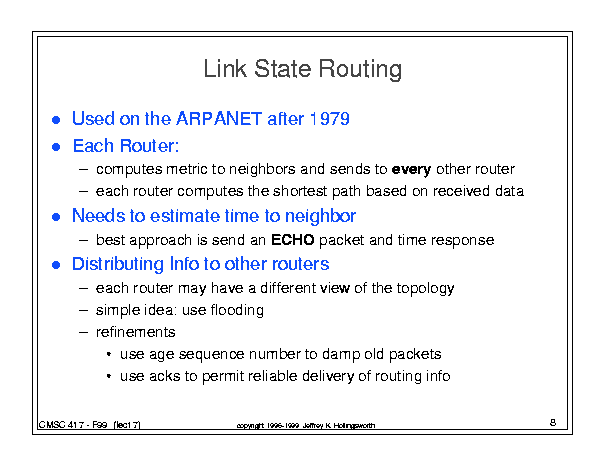 Link State Routing
● Used on the ARPANET after 1979
● Each Router:
– computes metric to neighbors and sends to every other router
– each router computes the shortest path based on received data
● Needs to estimate time to neighbor
– best approach is send an ECHO packet and time response
● Distributing Info to other routers
– each router may have a different view of the topology
– simple idea: use flooding
– refinements
• use age sequence number to damp old packets
• use acks to permit reliable delivery of routing info
CMSC 417 - F99 (lect7) copyright 1996-1999 Jeffrey K. Hollingsworth 8